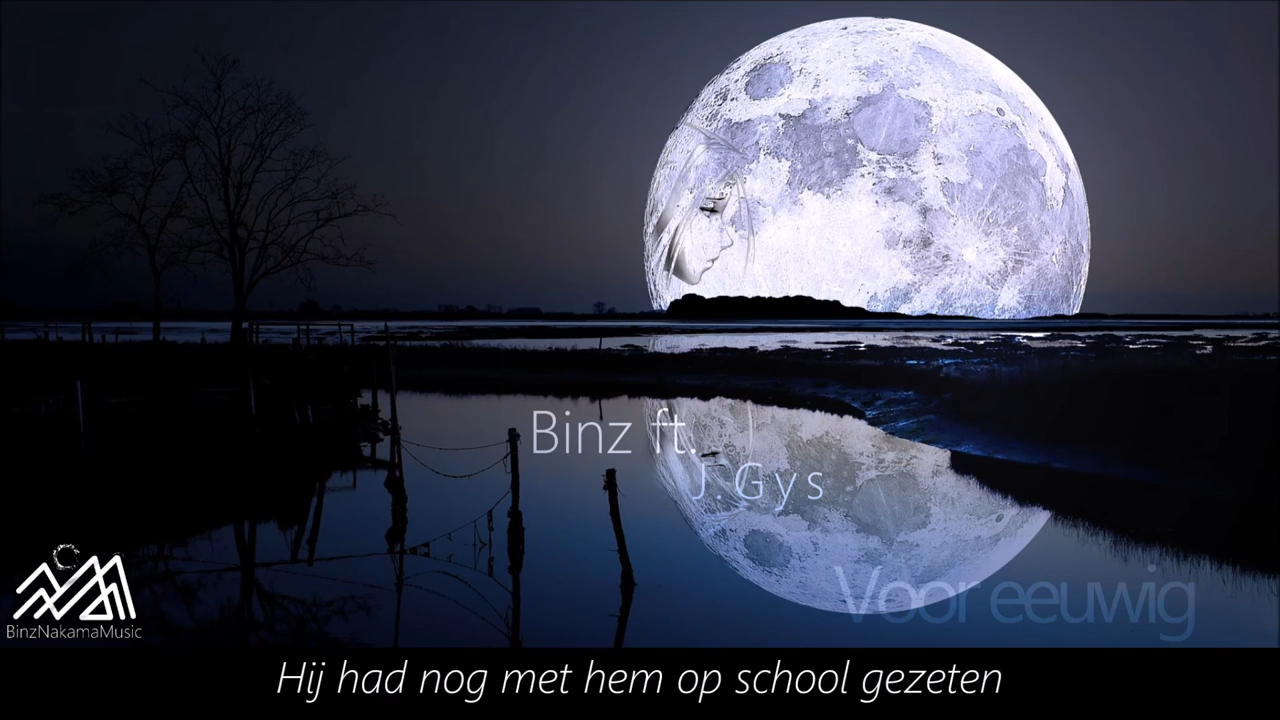 Binz ft.
J.Gys
Voor eeuwig
BinzNakamaMusic
Hij had nog met hem op school gezeten